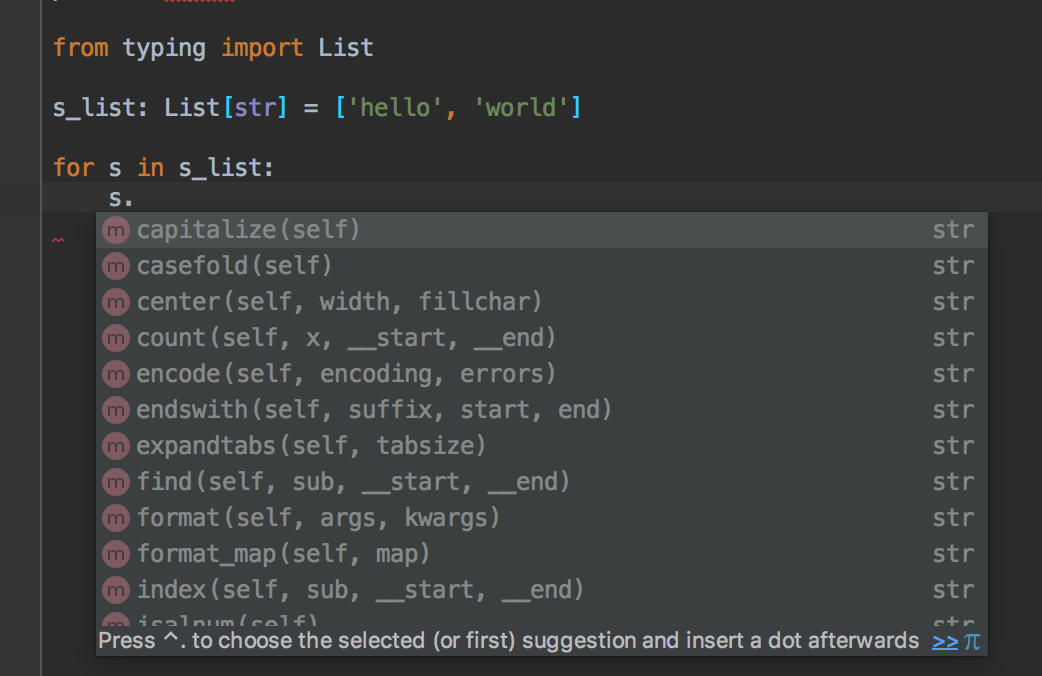 from typing import List
s_list: List[str] = ['hello', 'world']
for s in s_list:
s.
m capitalize(self) str
m casefold(self) str
m center(self, width, fillchar) str
m count(self, x, __start, __end) str
m encode(self, encoding, errors) str
m endswith(self, suffix, start, end) str
m expandtabs(self, tabsize) str
m find(self, sub, __start, __end) str
m format(self, args, kwargs) str
m format_map(self, map) str
m index(self, sub, __start, __end) str
m isalnum(self) str
Press ^. to choose the selected (or first) suggestion and insert a dot afterwards >> π